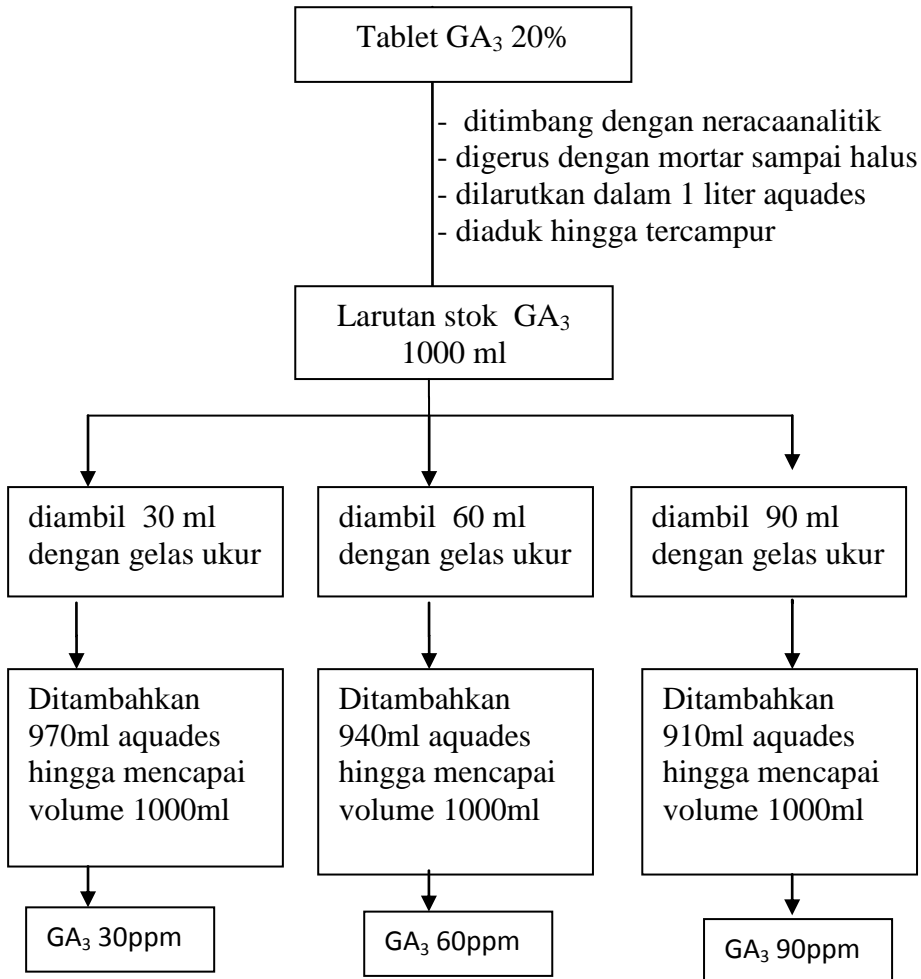 Tablet GA₃ 20%
- ditimbang dengan neracaanalitik
- digerus dengan mortar sampai halus
- dilarutkan dalam 1 liter aquades
- diaduk hingga tercampur
Larutan stok GA₃
1000 ml
diambil 30 ml
dengan gelas ukur
diambil 60 ml
dengan gelas ukur
diambil 90 ml
dengan gelas ukur
Ditambahkan
970ml aquades
hingga mencapai
volume 1000ml
Ditambahkan
940ml aquades
hingga mencapai
volume 1000ml
Ditambahkan
910ml aquades
hingga mencapai
volume 1000ml
GA₃ 30ppm
GA₃ 60ppm
GA₃ 90ppm